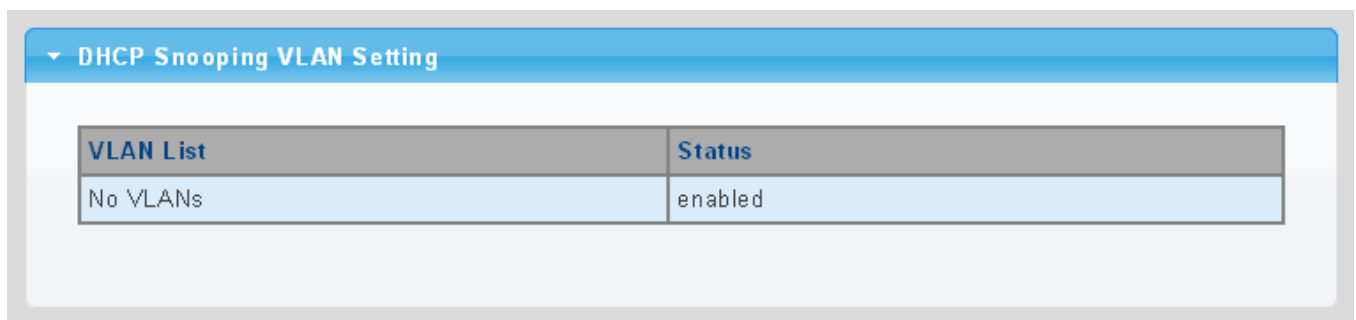 DHCP Snooping VLAN Setting
VLAN List Status
No VLANs enabled